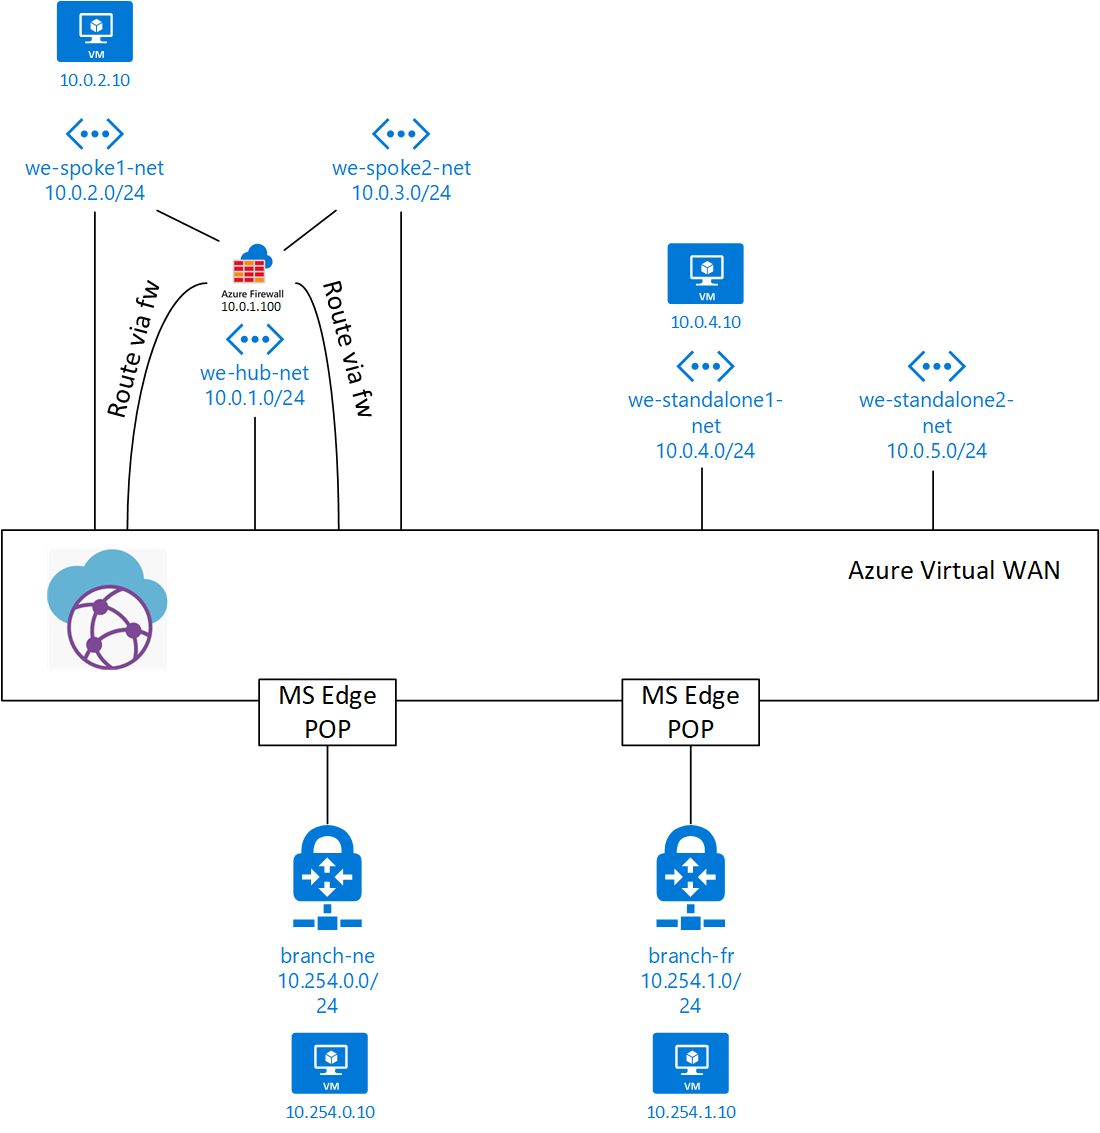 VM
10.0.2.10
we-spoke1-net
10.0.2.0/24
we-spoke2-net
10.0.3.0/24
Azure Firewall
10.0.1.100
Route via fw
Route via fw
we-hub-net
10.0.1.0/24
VM
10.0.4.10
we-standalone1-
net
10.0.4.0/24
we-standalone2-
net
10.0.5.0/24
Azure Virtual WAN
MS Edge
POP
MS Edge
POP
branch-ne
10.254.0.0/
24
VM
10.254.0.10
branch-fr
10.254.1.0/
24
VM
10.254.1.10